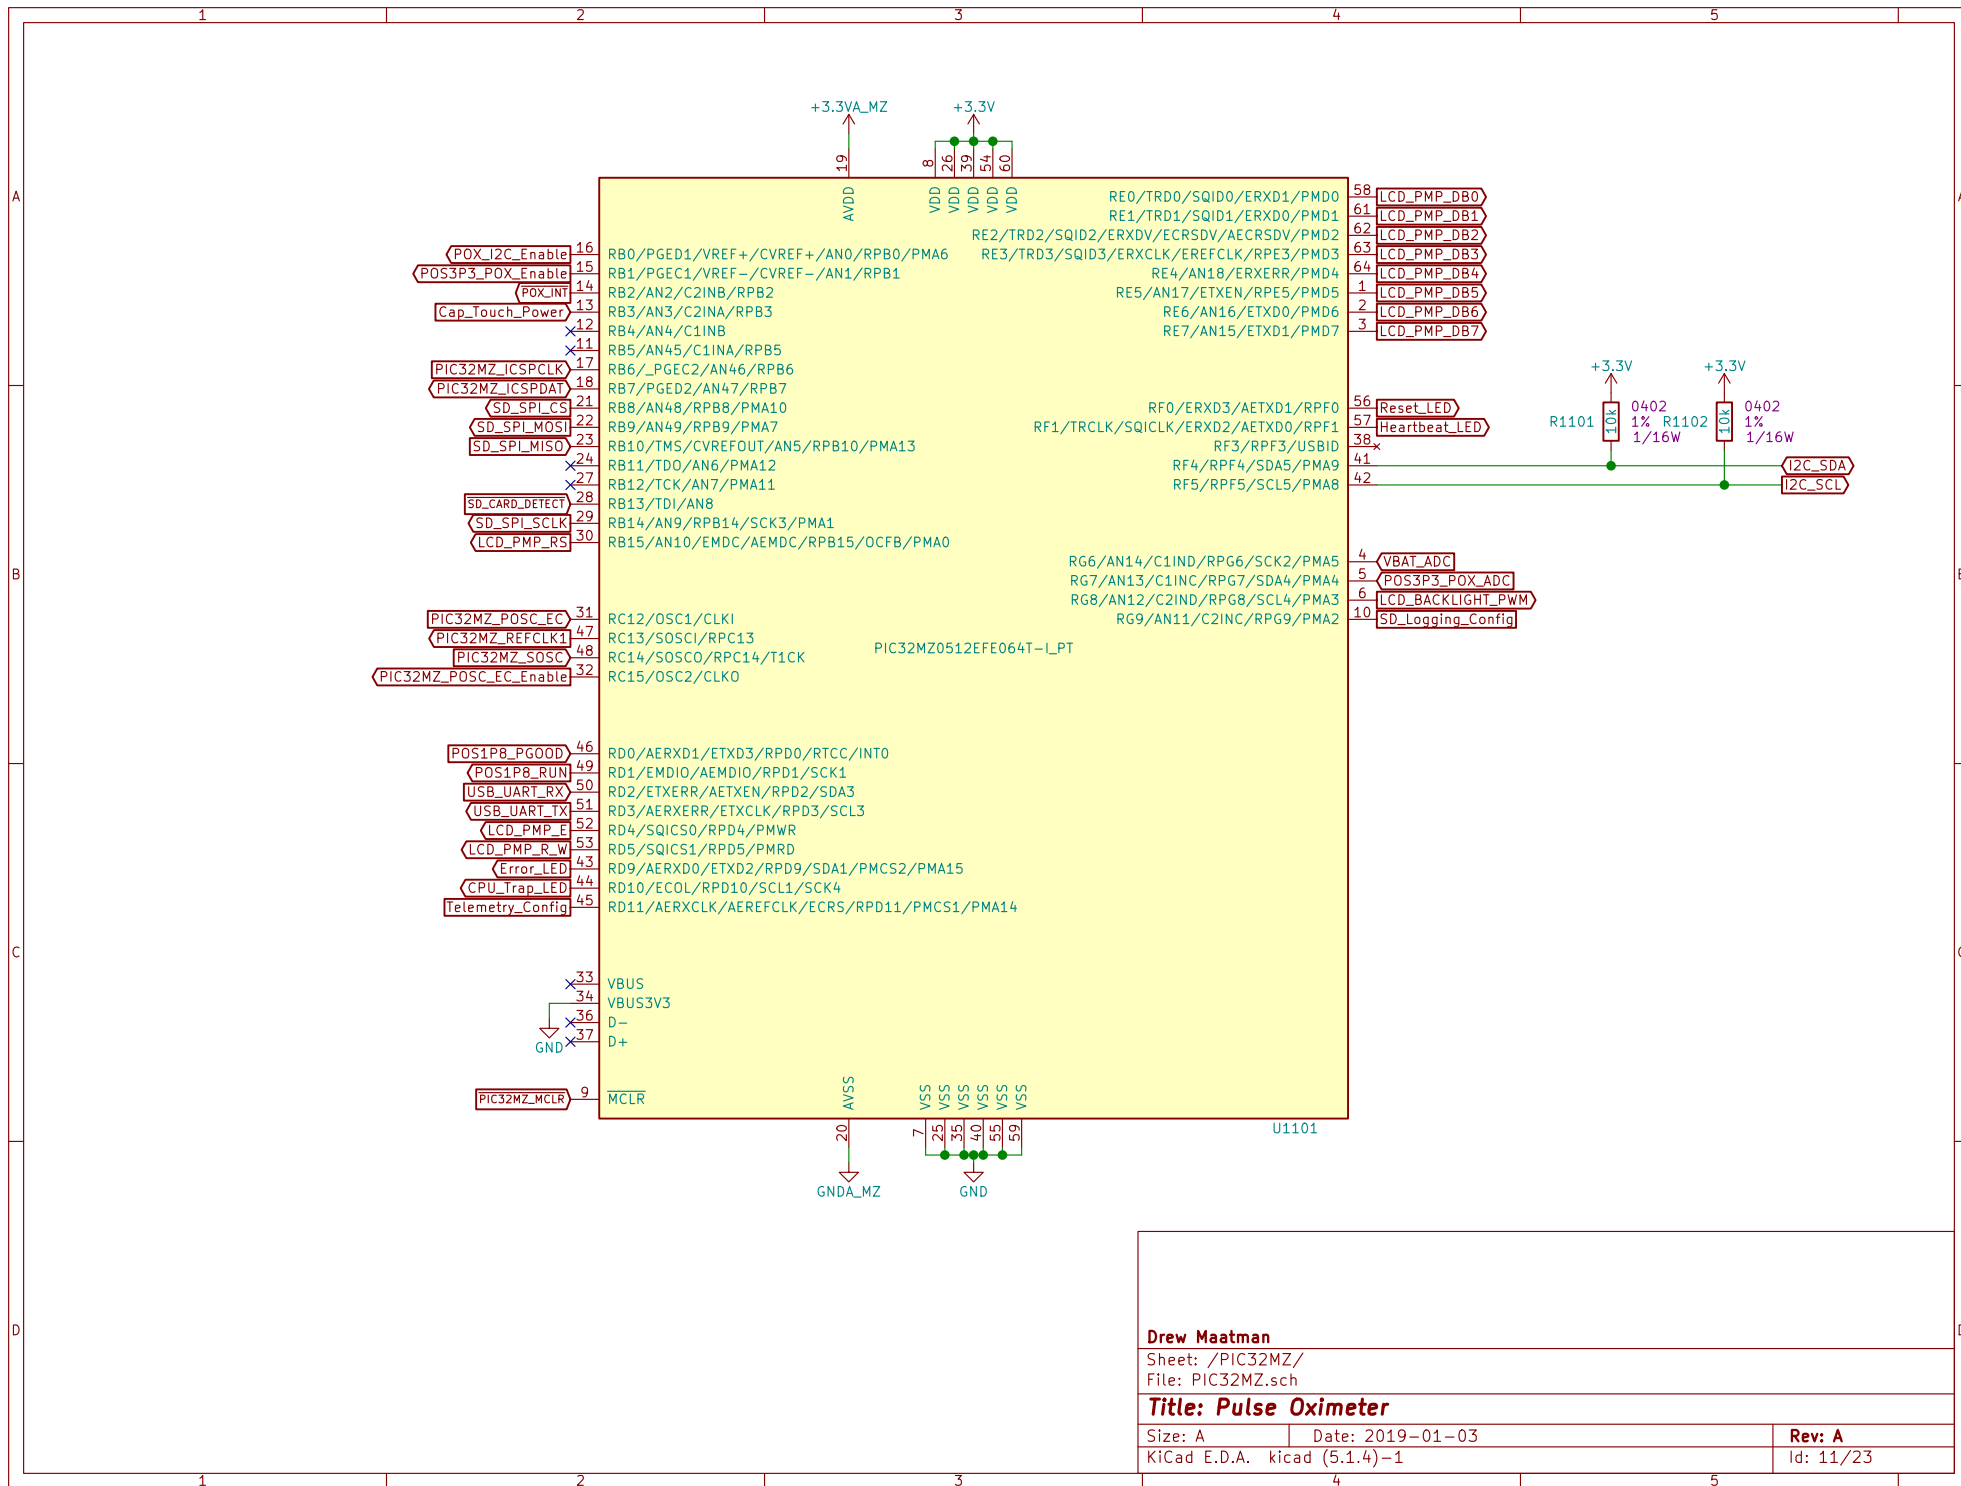 1 2 3 4 5
+3.3VA_MZ +3.3V
19 8 26 39 54 60
AVDD VDD VDD VDD VDD VDD
A
RE0/TRD0/SQID0/ERXD1/PMD0 58 LCD_PMP_DB0
RE1/TRD1/SQID1/ERXD0/PMD1 61 LCD_PMP_DB1
RE2/TRD2/SQID2/ERXDV/ECRSDV/AECRSDV/PMD2 62 LCD_PMP_DB2
POX_I2C_Enable 16 RB0/PGED1/VREF+/CVREF+/AN0/RPB0/PMA6 RE3/TRD3/SQID3/ERXCLK/EREFCLK/RPE3/PMD3 63 LCD_PMP_DB3
POS3P3_POX_Enable 15 RB1/PGEC1/VREF-/CVREF-/AN1/RPB1 RE4/AN18/ERXERR/PMD4 64 LCD_PMP_DB4
POX_INT 14 RB2/AN2/C2INB/RPB2 RE5/AN17/ETXEN/RPE5/PMD5 1 LCD_PMP_DB5
Cap_Touch_Power 13 RB3/AN3/C2INA/RPB3 RE6/AN16/ETXD0/PMD6 2 LCD_PMP_DB6
12 RB4/AN4/C1INB RE7/AN15/ETXD1/PMD7 3 LCD_PMP_DB7
11 RB5/AN45/C1INA/RPB5
PIC32MZ_ICSPCLK 17 RB6/_PGEC2/AN46/RPB6 +3.3V +3.3V
PIC32MZ_ICSPDAT 18 RB7/PGED2/AN47/RPB7
SD_SPI_CS 21 RB8/AN48/RPB8/PMA10 RF0/ERXD3/AETXD1/RPF0 56 Reset_LED 0402 0402
SD_SPI_MOSI 22 RB9/AN49/RPB9/PMA7 RF1/TRCLK/SQICLK/ERXD2/AETXD0/RPF1 57 Heartbeat_LED R1101 10k 1% R1102 10k 1%
SD_SPI_MISO 23 RB10/TMS/CVREFOUT/AN5/RPB10/PMA13 RF3/RPF3/USBID 38 1/16W 1/16W
24 RB11/TDO/AN6/PMA12 RF4/RPF4/SDA5/PMA9 41 I2C_SDA
27 RB12/TCK/AN7/PMA11 RF5/RPF5/SCL5/PMA8 42 I2C_SCL
SD_CARD_DETECT 28 RB13/TDI/AN8
SD_SPI_SCLK 29 RB14/AN9/RPB14/SCK3/PMA1
LCD_PMP_RS 30 RB15/AN10/EMDC/AEMDC/RPB15/OCFB/PMA0
RG6/AN14/C1IND/RPG6/SCK2/PMA5 4 VBAT_ADC
B
RG7/AN13/C1INC/RPG7/SDA4/PMA4 5 POS3P3_POX_ADC
RG8/AN12/C2IND/RPG8/SCL4/PMA3 6 LCD_BACKLIGHT_PWM
PIC32MZ_POSC_EC 31 RC12/OSC1/CLKI RG9/AN11/C2INC/RPG9/PMA2 10 SD_Logging_Config
PIC32MZ_REFCLK1 47 RC13/SOSCI/RPC13
PIC32MZ_SOSC 48 RC14/SOSCO/RPC14/T1CK PIC32MZ0512EFE064T-I_PT
PIC32MZ_POSC_EC_Enable 32 RC15/OSC2/CLKO
POS1P8_PGOOD 46 RD0/AERXD1/ETXD3/RPD0/RTCC/INT0
POS1P8_RUN 49 RD1/EMDIO/AEMDIO/RPD1/SCK1
USB_UART_RX 50 RD2/ETXERR/AETXEN/RPD2/SDA3
USB_UART_TX 51 RD3/AERXERR/ETXCLK/RPD3/SCL3
LCD_PMP_E 52 RD4/SQICS0/RPD4/PMWR
LCD_PMP_R_W 53 RD5/SQICS1/RPD5/PMRD
Error_LED 43 RD9/AERXD0/ETXD2/RPD9/SDA1/PMCS2/PMA15
CPU_Trap_LED 44 RD10/ECOL/RPD10/SCL1/SCK4
Telemetry_Config 45 RD11/AERXCLK/AEREFCLK/ECRS/RPD11/PMCS1/PMA14
C
33 VBUS
34 VBUS3V3
36 D-
GND 37 D+
PIC32MZ_MCLR 9 MCLR
AVSS VSS VSS VSS VSS VSS VSS
U1101
20 7 25 35 40 55 59
GNDA_MZ GND
D
Drew Maatman
Sheet: /PIC32MZ/
File: PIC32MZ.sch
Title: Pulse Oximeter
Size: A Date: 2019-01-03 Rev: A
KiCad E.D.A. kicad (5.1.4)-1 Id: 11/23
1 2 3 4 5